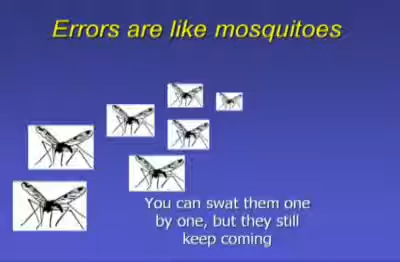 Errors are like mosquitoes
You can swat them one
by one, but they still
keep coming